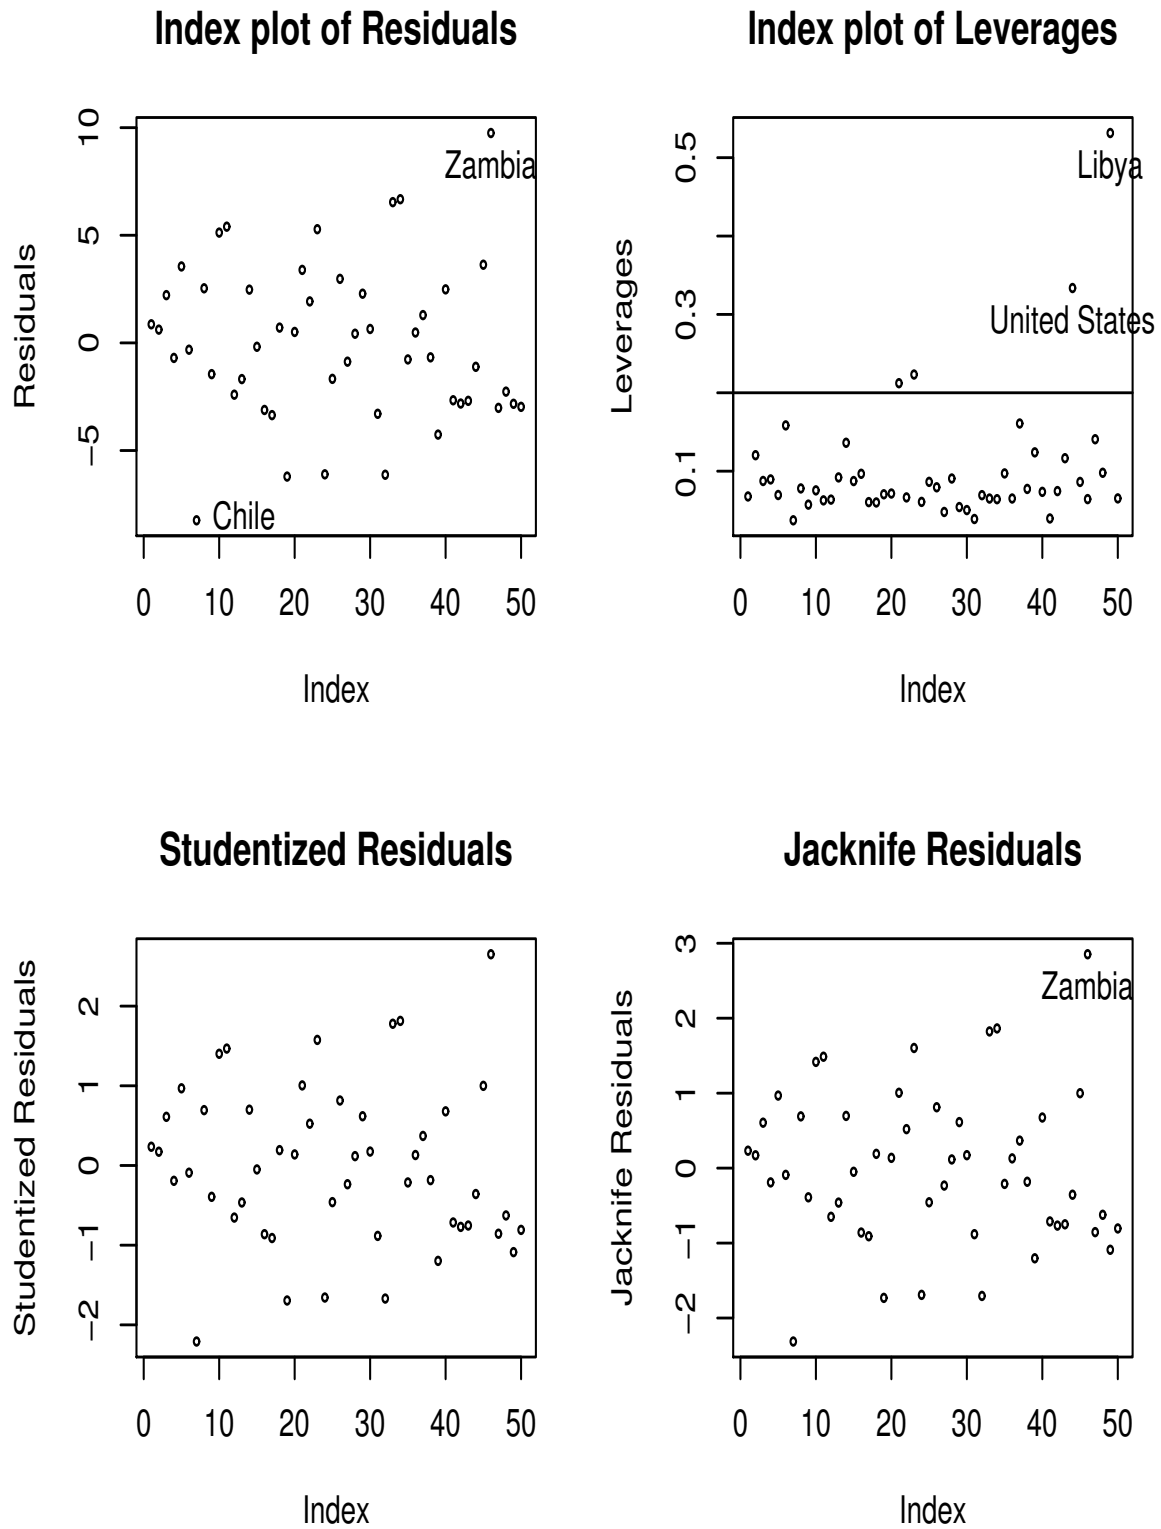 Index plot of Residuals
Residuals
10
5
0
−5
Zambia
Chile
0 10 20 30 40 50
Index
Index plot of Leverages
Leverages
0.5
0.3
0.1
Libya
United States
0 10 20 30 40 50
Index
Studentized Residuals
Studentized Residuals
2
1
0
−1
−2
0 10 20 30 40 50
Index
Jacknife Residuals
Jacknife Residuals
3
2
1
0
−1
−2
Zambia
0 10 20 30 40 50
Index